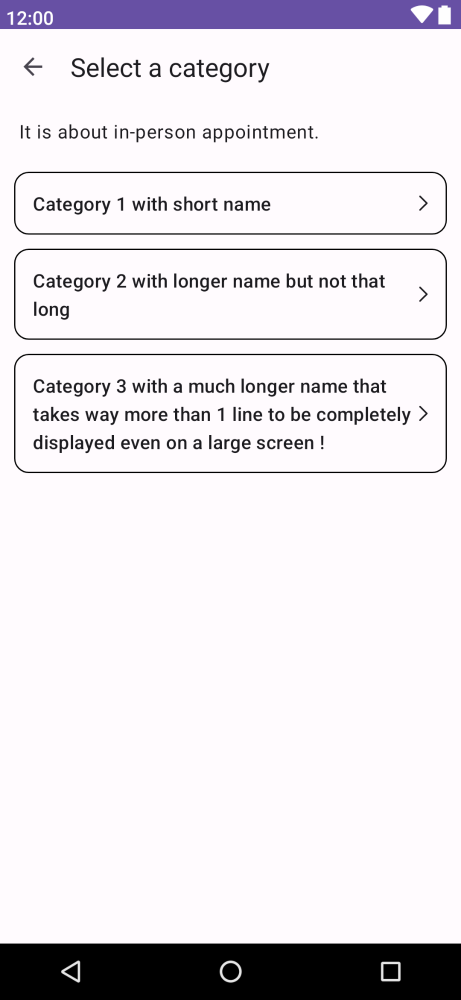 12:00
Select a category
It is about in-person appointment.
Category 1 with short name
Category 2 with longer name but not that
long
Category 3 with a much longer name that
takes way more than 1 line to be completely
displayed even on a large screen !